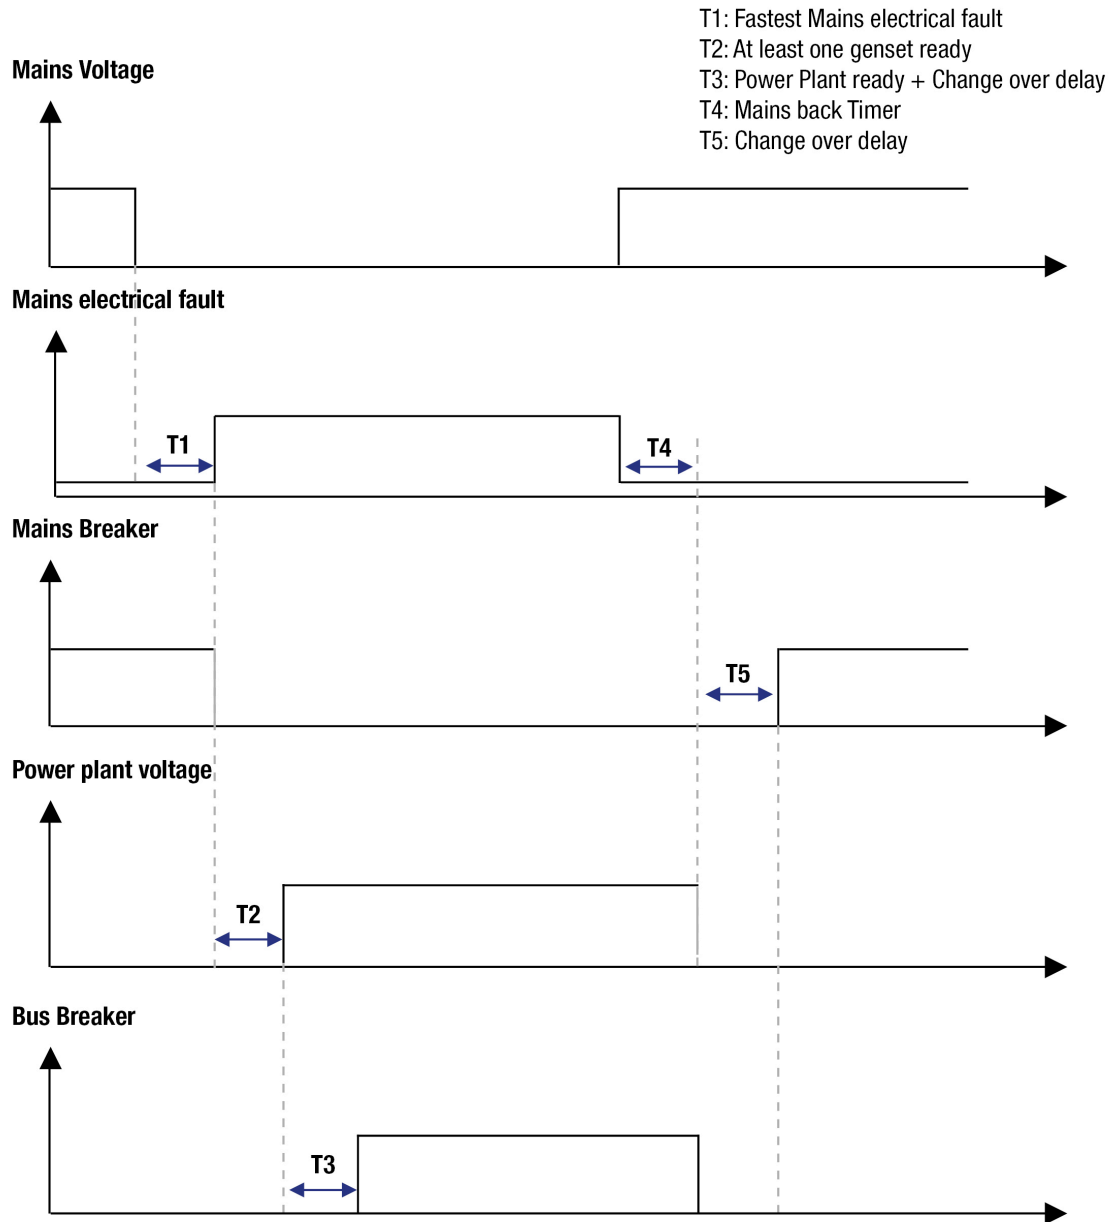 T1: Fastest Mains electrical fault
T2: At least one genset ready
T3: Power Plant ready + Change over delay
T4: Mains back Timer
T5: Change over delay
Mains Voltage
Mains electrical fault
T1
T4
Mains Breaker
T5
Power plant voltage
T2
Bus Breaker
T3